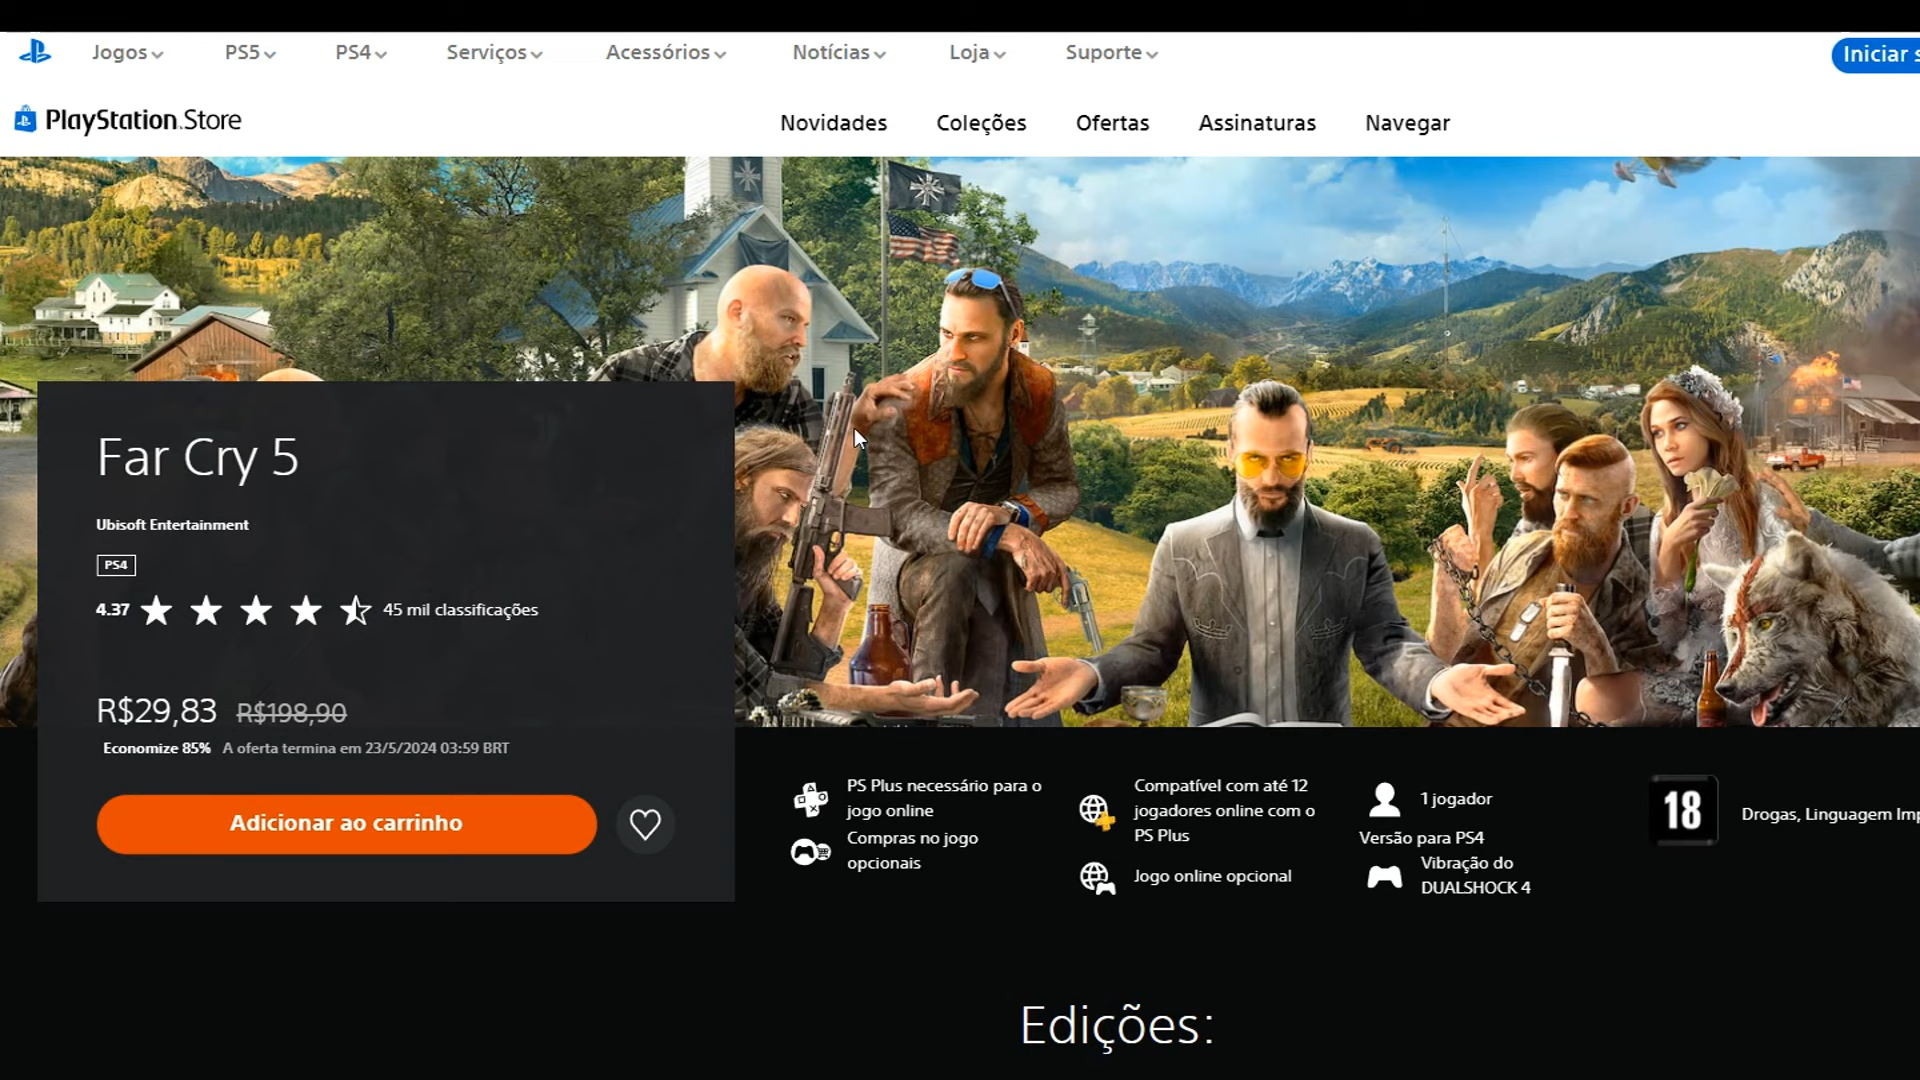 Jogos PS5 PS4 Serviços Acessórios Notícias Loja Suporte Iniciar s
PlayStation.Store
Novidades Coleções Ofertas Assinaturas Navegar
Far Cry 5
Ubisoft Entertainment
PS4
4.37 45 mil classificações
R$29,83 R$198,90
Economize 85% A oferta termina em 23/5/2024 03:59 BRT
Adicionar ao carrinho
PS Plus necessário para o
jogo online
Compras no jogo
opcionais
Compatível com até 12
jogadores online com o
PS Plus
Jogo online opcional
1 jogador
Versão para PS4
Vibração do
DUALSHOCK 4
18
Drogas, Linguagem Imp
Edições: